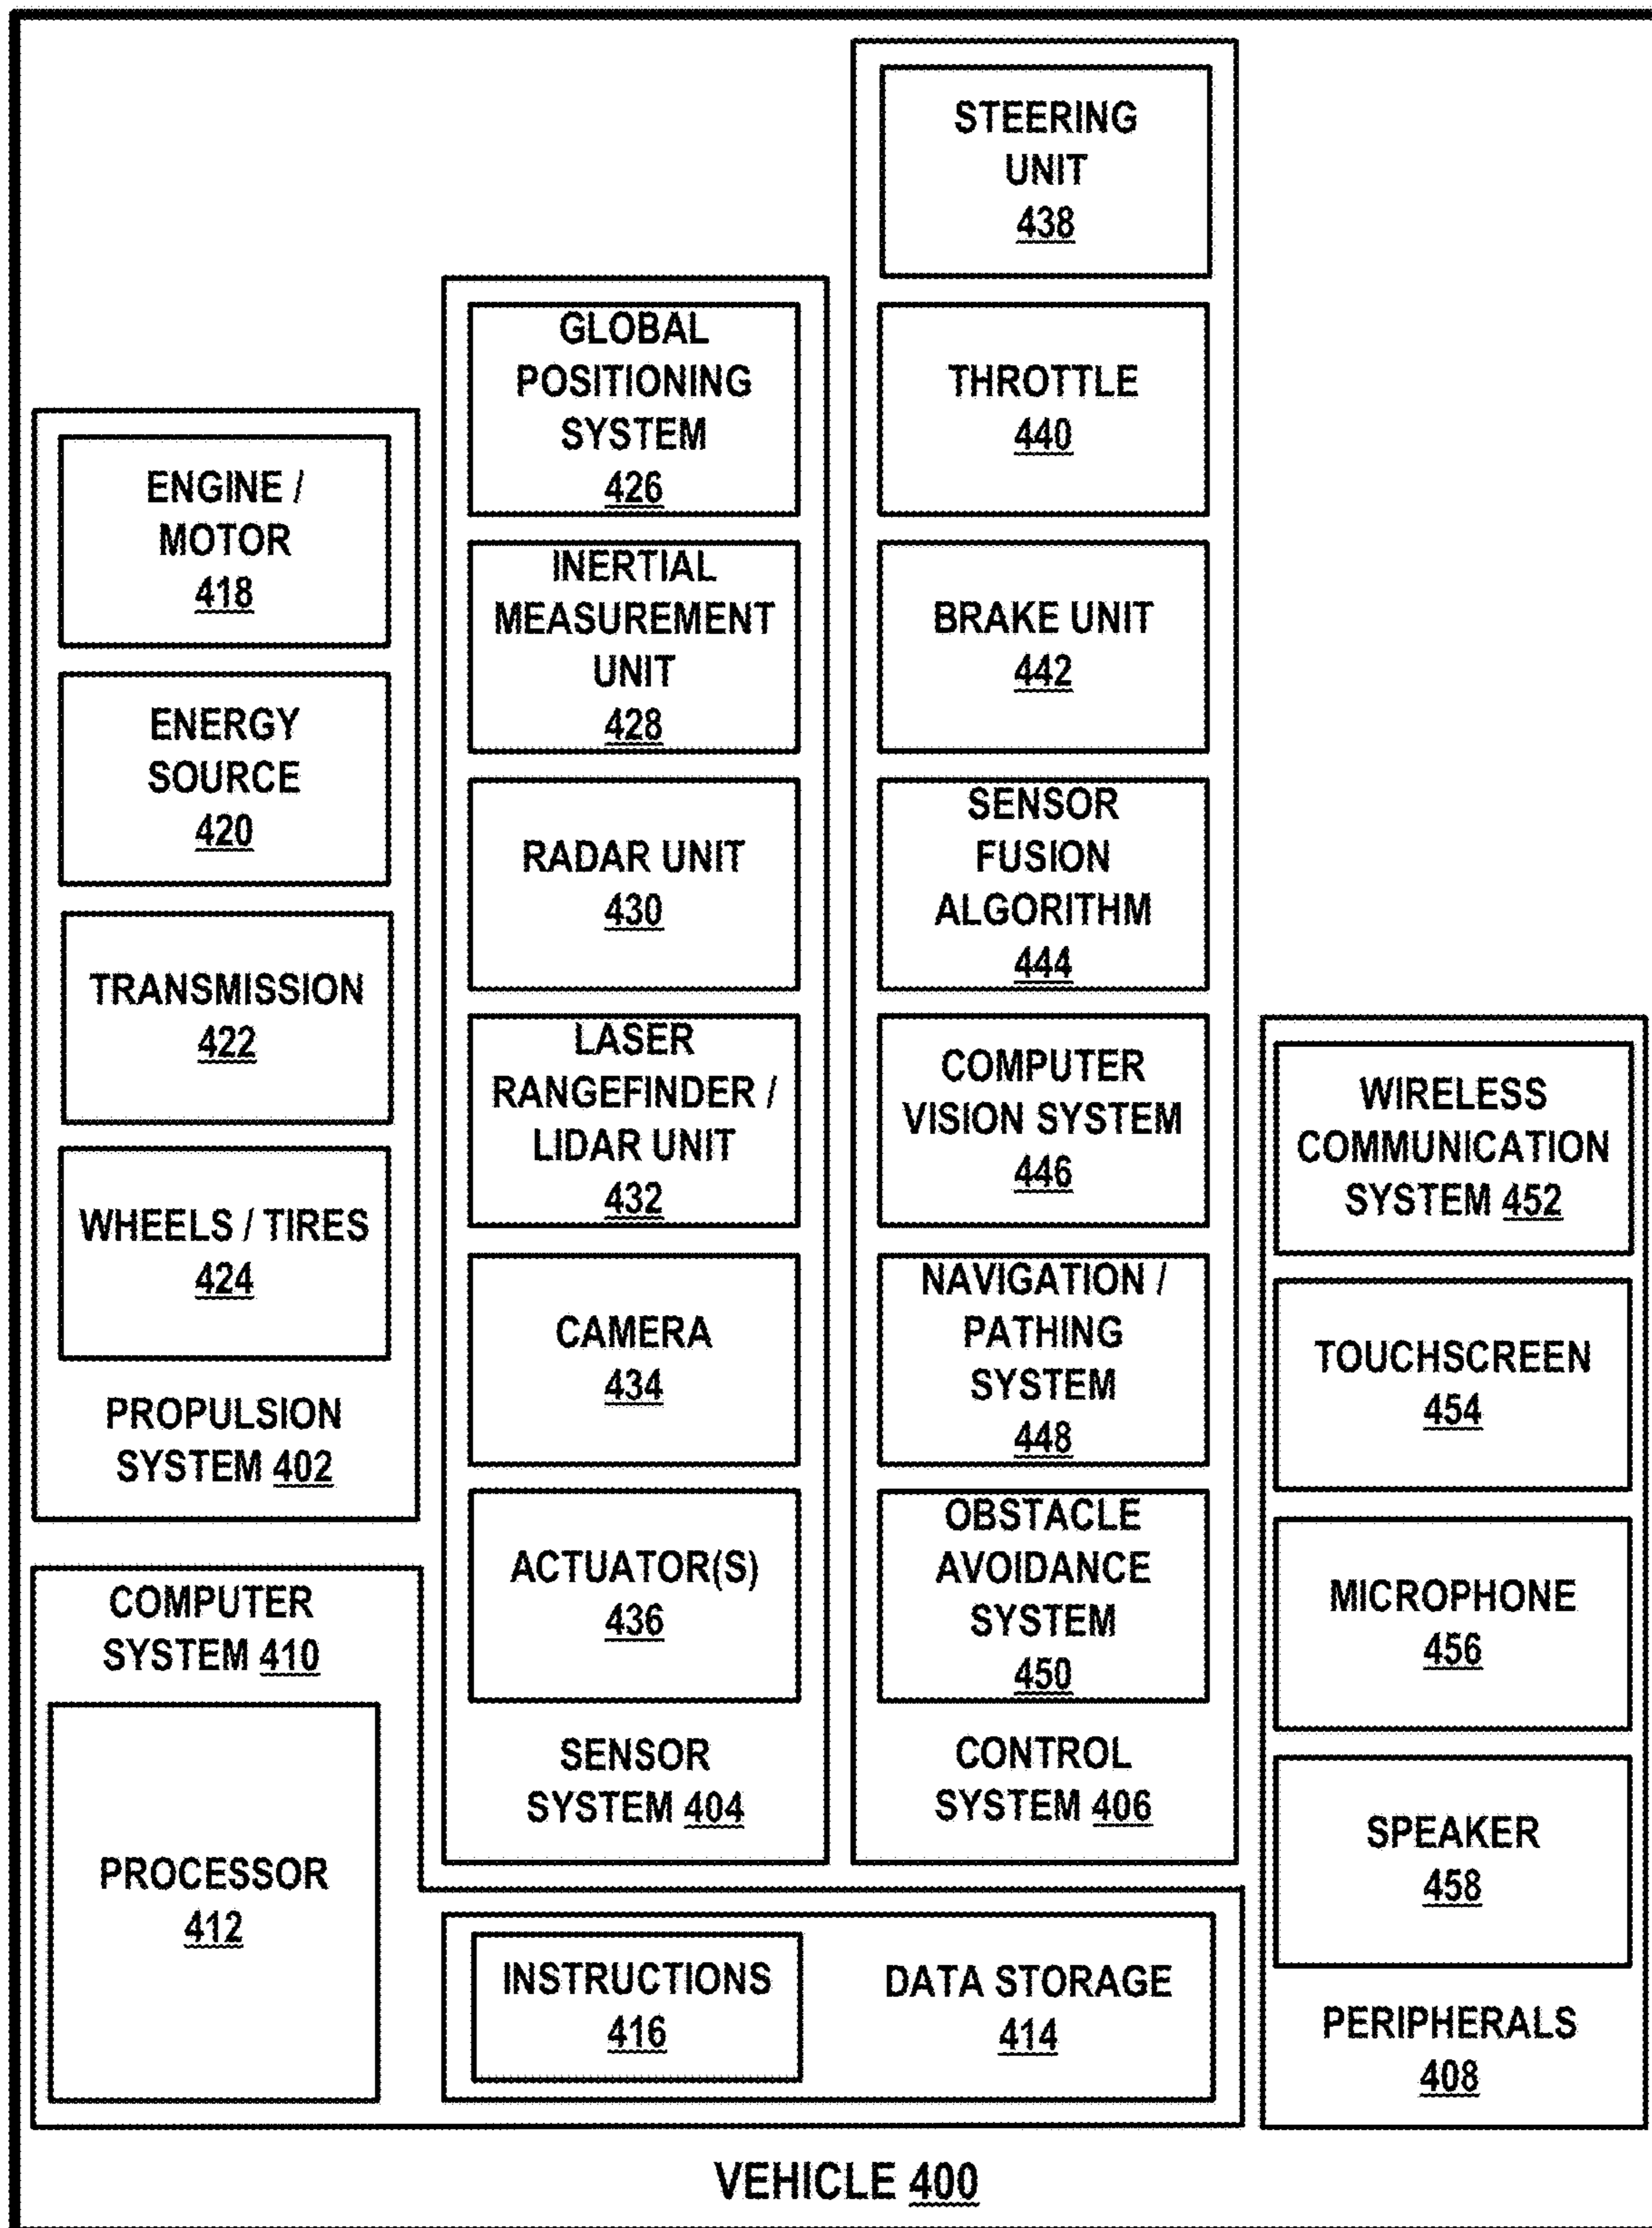 ENGINE /
MOTOR
418
ENERGY
SOURCE
420
TRANSMISSION
422
WHEELS / TIRES
424
PROPULSION
SYSTEM 402
COMPUTER
SYSTEM 410
PROCESSOR
412
GLOBAL
POSITIONING
SYSTEM
426
INERTIAL
MEASUREMENT
UNIT
428
RADAR UNIT
430
LASER
RANGEFINDER /
LIDAR UNIT
432
CAMERA
434
ACTUATOR(S)
436
SENSOR
SYSTEM 404
STEERING
UNIT
438
THROTTLE
440
BRAKE UNIT
442
SENSOR
FUSION
ALGORITHM
444
COMPUTER
VISION SYSTEM
446
NAVIGATION /
PATHING
SYSTEM
448
OBSTACLE
AVOIDANCE
SYSTEM
450
CONTROL
SYSTEM 406
INSTRUCTIONS
416
DATA STORAGE
414
WIRELESS
COMMUNICATION
SYSTEM 452
TOUCHSCREEN
454
MICROPHONE
456
SPEAKER
458
PERIPHERALS
408
VEHICLE 400